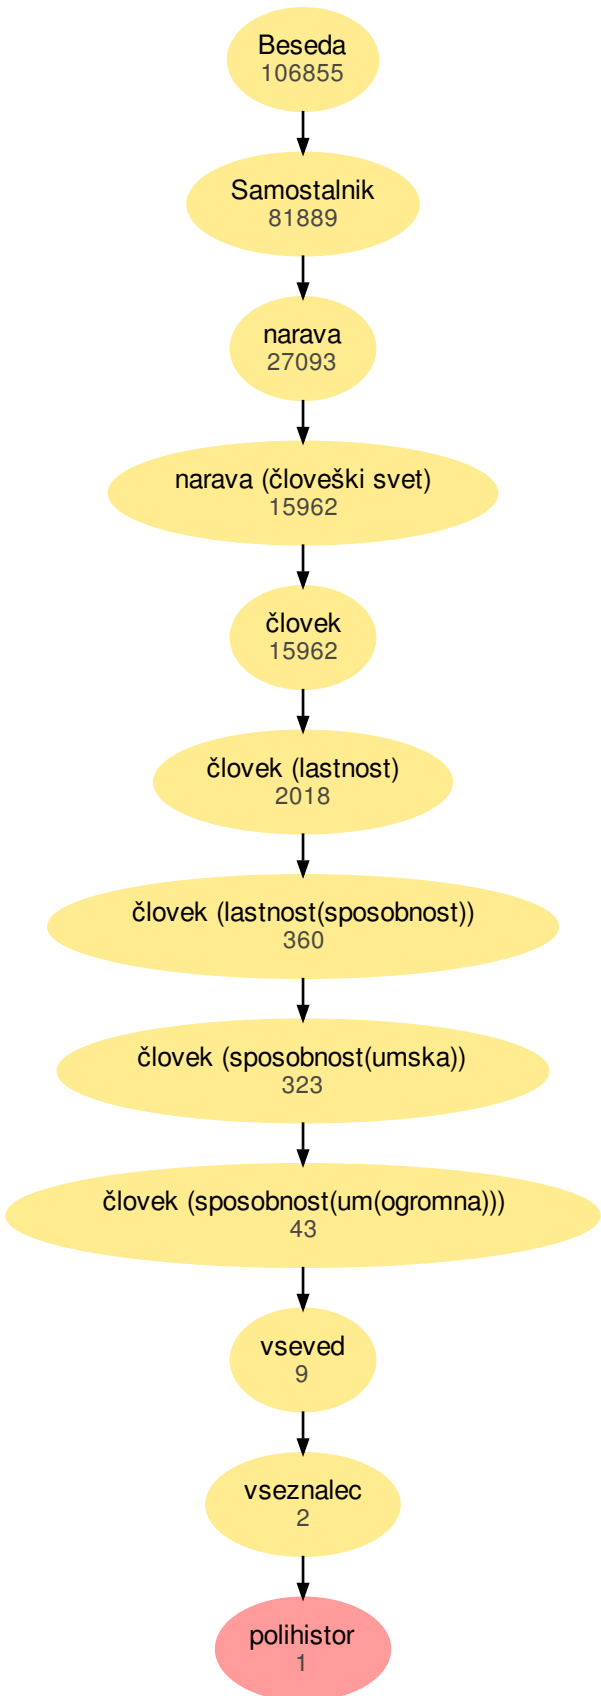 Beseda
106855
Samostalnik
81889
narava
27093
narava (človeški svet)
15962
človek
15962
človek (lastnost)
2018
človek (lastnost(sposobnost))
360
človek (sposobnost(umska))
323
človek (sposobnost(um(ogromna)))
43
vseved
9
vseznalec
2
polihistor
1